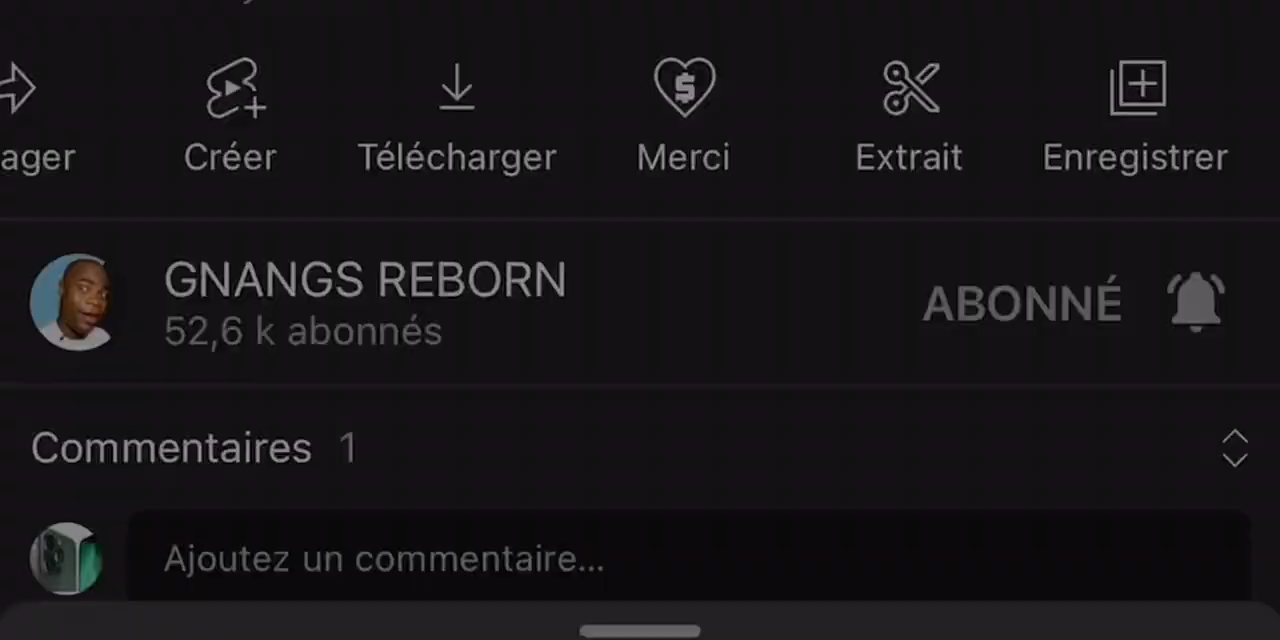 ager Créer Télécharger Merci Extrait Enregistrer
GNANGS REBORN
52,6 k abonnés
ABONNÉ
Commentaires 1
Ajoutez un commentaire...